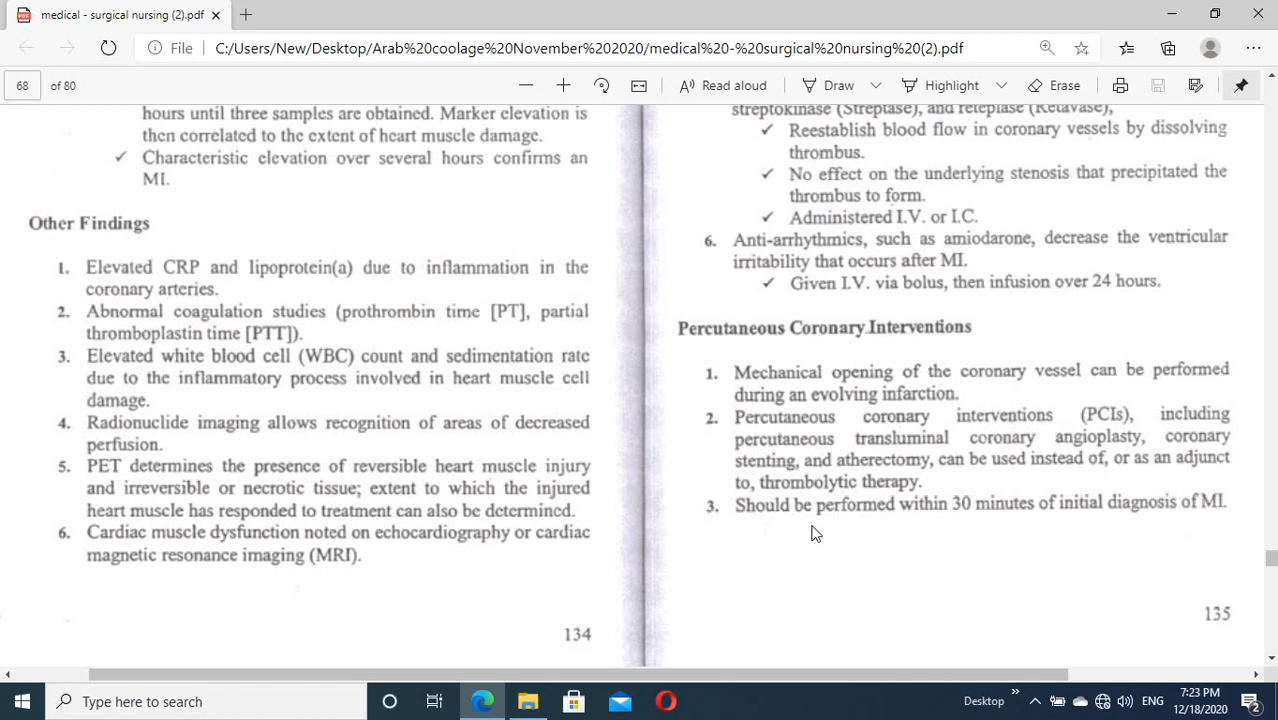 medical - surgical nursing (2).pdf
File
C:/Users/New/Desktop/Arab%20coolage%20November%202020/medical%20-%20surgical%20nursing%20(2).pdf
68 of 80
Read aloud
Draw
Highlight
Erase
hours until three samples are obtained. Marker elevation is
then correlated to the extent of heart muscle damage.
✓ Characteristic elevation over several hours confirms an
MI.
Other Findings
1. Elevated CRP and lipoprotein(a) due to inflammation in the
coronary arteries.
2. Abnormal coagulation studies (prothrombin time [PT], partial
thromboplastin time [PTT]).
3. Elevated white blood cell (WBC) count and sedimentation rate
due to the inflammatory process involved in heart muscle cell
damage.
4. Radionuclide imaging allows recognition of areas of decreased
perfusion.
5. PET determines the presence of reversible heart muscle injury
and irreversible or necrotic tissue; extent to which the injured
heart muscle has responded to treatment can also be determined.
6. Cardiac muscle dysfunction noted on echocardiography or cardiac
magnetic resonance imaging (MRI).
134
streptokinase (Streptase), and reteplase (Retavase),
✓ Reestablish blood flow in coronary vessels by dissolving
thrombus.
✓ No effect on the underlying stenosis that precipitated the
thrombus to form.
✓ Administered I.V. or I.C.
6. Anti-arrhythmics, such as amiodarone, decrease the ventricular
irritability that occurs after MI.
✓ Given I.V. via bolus, then infusion over 24 hours.
Percutaneous Coronary Interventions
1. Mechanical opening of the coronary vessel can be performed
during an evolving infarction.
2. Percutaneous coronary interventions (PCIs), including
percutaneous transluminal coronary angioplasty, coronary
stenting, and atherectomy, can be used instead of, or as an adjunct
to, thrombolytic therapy.
3. Should be performed within 30 minutes of initial diagnosis of MI.
135
Type here to search
Desktop
ENG
7:23 PM
12/18/2020
2